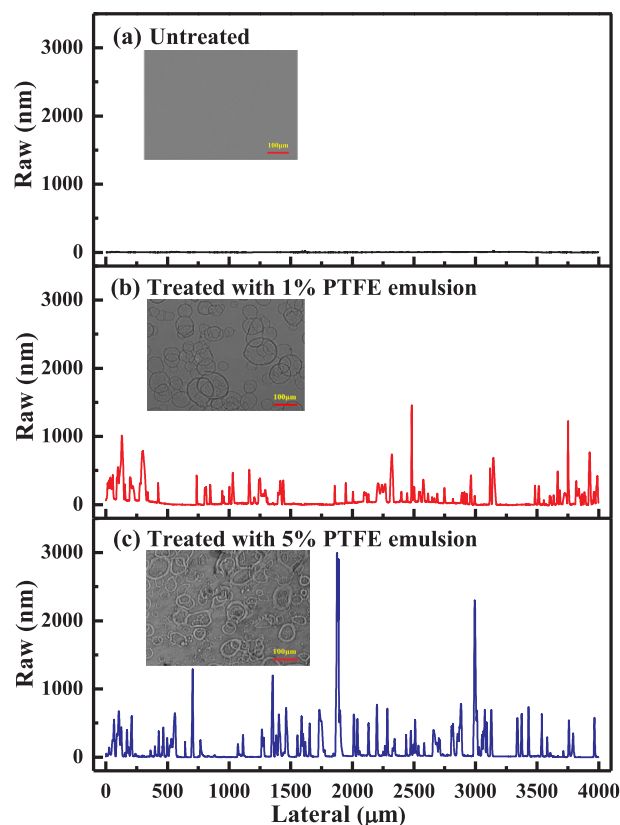 (a) Untreated
3000
2000
1000
0
Raw (nm)
100μm
(b) Treated with 1% PTFE emulsion
3000
2000
1000
0
Raw (nm)
100μm
(c) Treated with 5% PTFE emulsion
3000
2000
1000
0
Raw (nm)
100μm
0 500 1000 1500 2000 2500 3000 3500 4000
Lateral (μm)